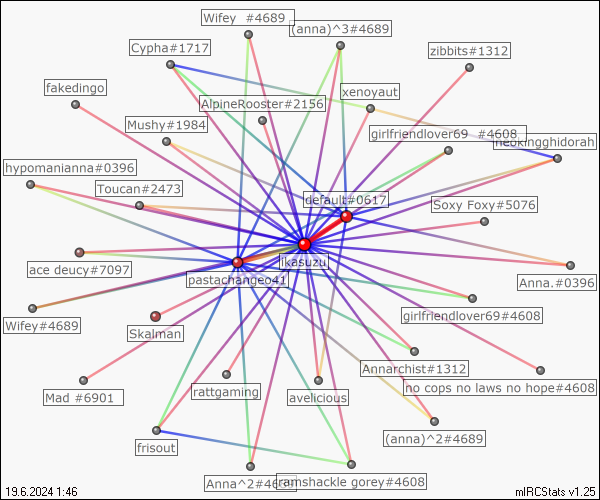 Wifey #4689
(anna)^3#4689
Cypha#1717
zibbits#1312
fakedingo
xenoyaut
AlpineRooster#2156
Mushy#1984
girlfriendlover69 #4608
neokingghidorah
hypomanianna#0396
Toucan#2473
default#0617
Soxy Foxy#5076
likasuzu
ace deucy#7097
pastachangeo41
Anna.#0396
Wifey#4689
Skalman
girlfriendlover69#4608
Annarchist#1312
no cops no laws no hope#4608
Mad #6901
rattgaming
avelicious
(anna)^2#4689
frisout
Anna^2#4689
ramshackle gorey#4608
19.6.2024 1:46
mIRCStats v1.25